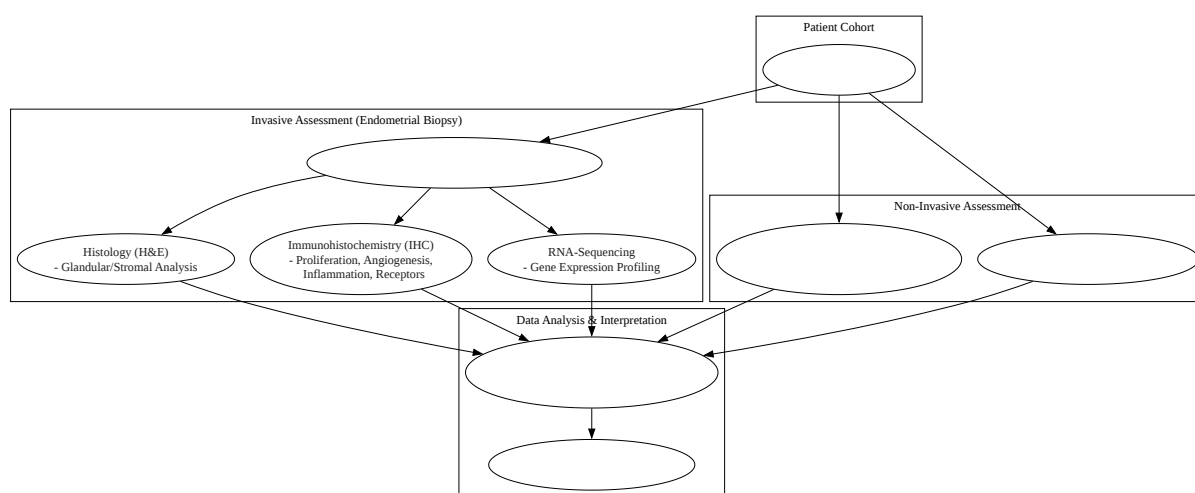 Patient Cohort
Invasive Assessment (Endometrial Biopsy)
Non-Invasive Assessment
Histology (H&E)
- Glandular/Stromal Analysis
Immunohistochemistry (IHC)
- Proliferation, Angiogenesis,
Inflammation, Receptors
RNA-Sequencing
- Gene Expression Profiling
Data Analysis & Interpretation